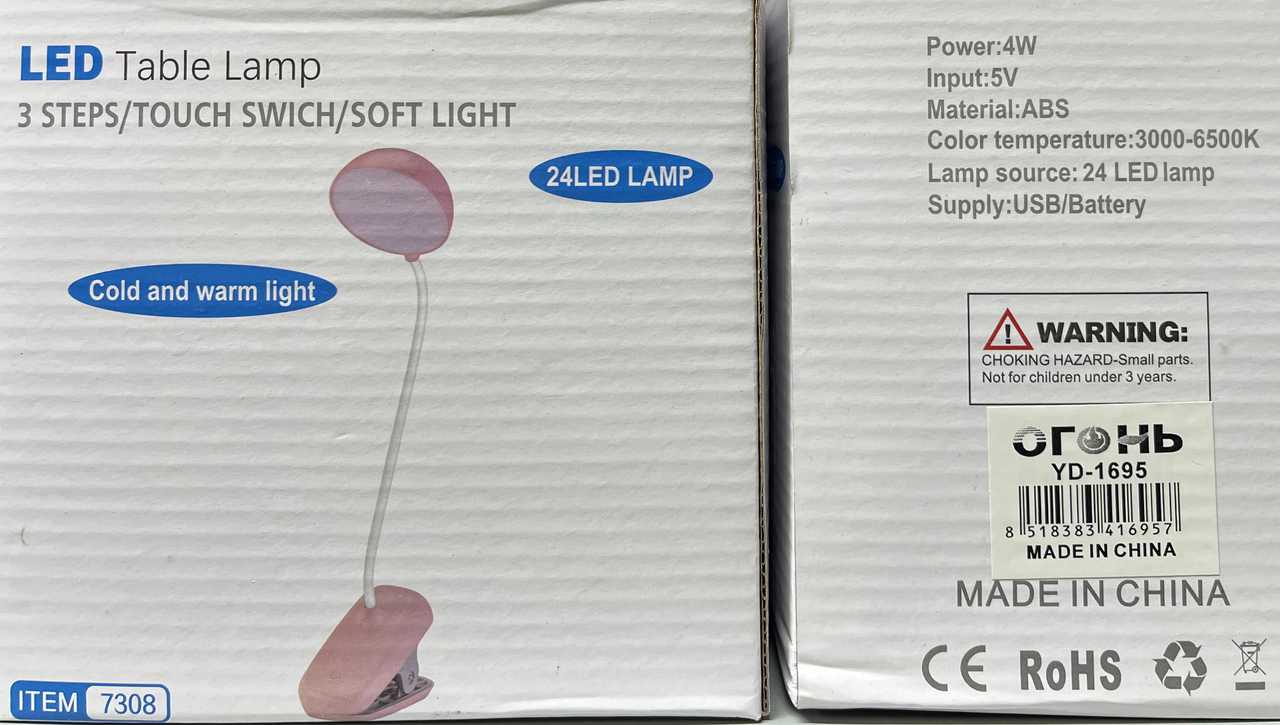 LED Table Lamp
3 STEPS/TOUCH SWICH/SOFT LIGHT
24LED LAMP
Cold and warm light
ITEM 7308
Power:4W
Input:5V
Material:ABS
Color temperature:3000-6500K
Lamp source: 24 LED lamp
Supply:USB/Battery
WARNING:
CHOKING HAZARD-Small parts.
Not for children under 3 years.
ОГОНЬ
YD-1695
8 518383 416957
MADE IN CHINA
MADE IN CHINA
CE RoHS